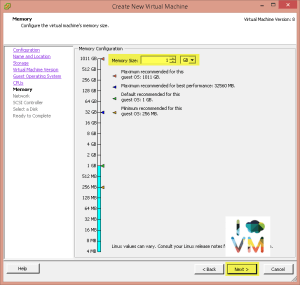 Create New Virtual Machine
Memory
Configure the virtual machine's memory size.
Virtual Machine Version: 8
Configuration
Name and Location
Storage
Virtual Machine Version
Guest Operating System
CPUs
Memory
Network
SCSI Controller
Select a Disk
Ready to Complete
Memory Configuration
1011 GB
512 GB
256 GB
128 GB
64 GB
32 GB
16 GB
8 GB
4 GB
2 GB
1 GB
512 MB
256 MB
128 MB
64 MB
32 MB
16 MB
8 MB
4 MB
Memory Size: 1 GB
Maximum recommended for this
guest OS: 1011 GB.
Maximum recommended for best performance: 32560 MB.
Default recommended for this
guest OS: 1 GB.
Minimum recommended for this
guest OS: 256 MB.
I
VM
Linux values can vary. Consult your Linux release notes
Help
< Back
Next >
Cancel